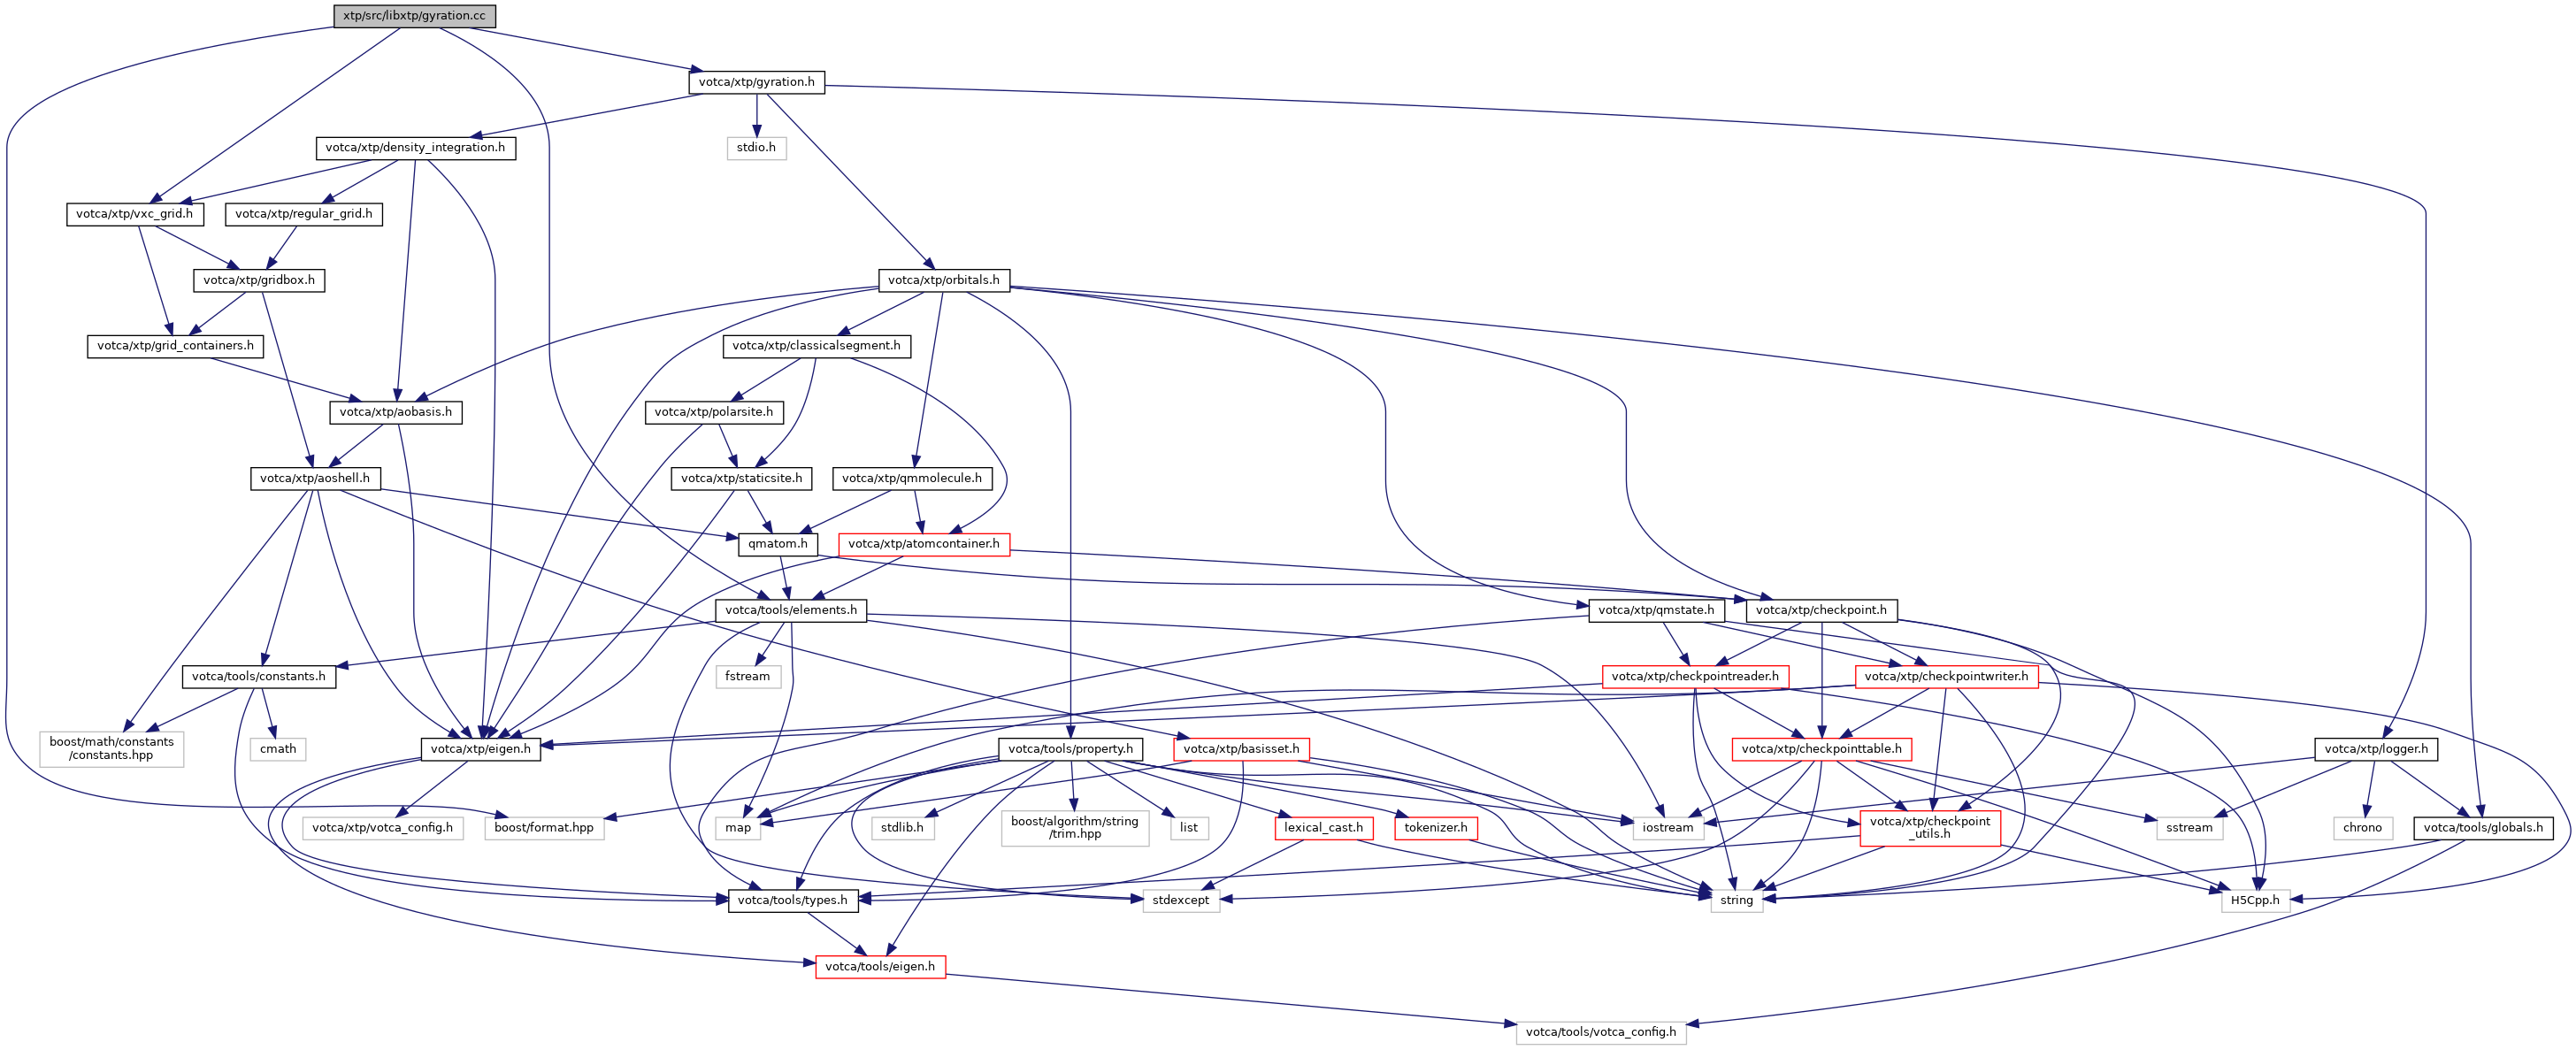 xtp/src/libxtp/gyration.cc
votca/xtp/gyration.h
votca/xtp/density_integration.h
stdio.h
votca/xtp/vxc_grid.h
votca/xtp/regular_grid.h
votca/xtp/gridbox.h
votca/xtp/orbitals.h
votca/xtp/grid_containers.h
votca/xtp/classicalsegment.h
votca/xtp/aobasis.h
votca/xtp/polarsite.h
votca/xtp/aoshell.h
votca/xtp/staticsite.h
votca/xtp/qmmolecule.h
qmatom.h
votca/xtp/atomcontainer.h
votca/tools/elements.h
votca/xtp/qmstate.h
votca/xtp/checkpoint.h
votca/tools/constants.h
fstream
votca/xtp/checkpointreader.h
votca/xtp/checkpointwriter.h
boost/math/constants
/constants.hpp
cmath
votca/xtp/eigen.h
votca/tools/property.h
votca/xtp/basisset.h
votca/xtp/checkpointtable.h
votca/xtp/logger.h
votca/xtp/votca_config.h
boost/format.hpp
map
stdlib.h
boost/algorithm/string
/trim.hpp
list
lexical_cast.h
tokenizer.h
iostream
votca/xtp/checkpoint
_utils.h
sstream
chrono
votca/tools/globals.h
votca/tools/types.h
stdexcept
string
H5Cpp.h
votca/tools/eigen.h
votca/tools/votca_config.h